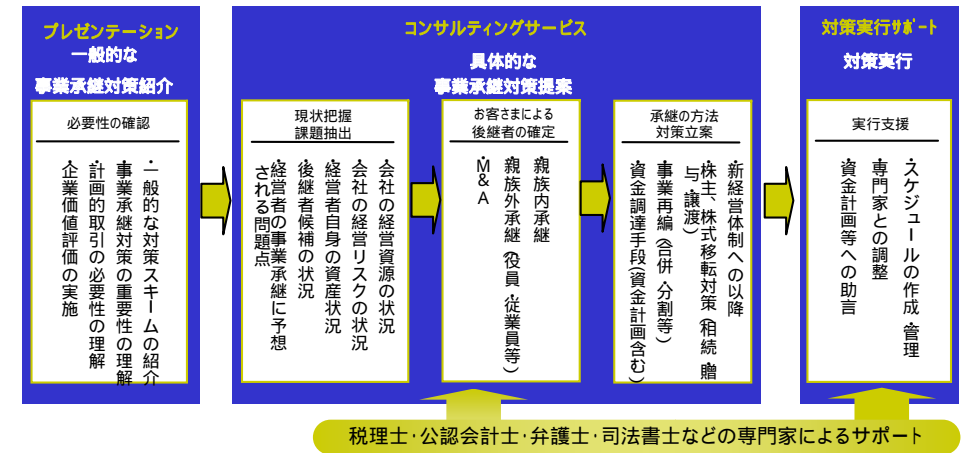 プレゼンテーション
一般的な
事業承継対策紹介
必要性の確認
・一般的な対策スキームの紹介
・事業承継対策の重要性の理解
・計画的取引の必要性の理解
・企業価値評価の実施
コンサルティングサービス
具体的な
事業承継対策提案
現状把握
課題抽出
・会社の経営資源の状況
・会社の経営リスクの状況
・経営者自身の資産状況
・後継者候補の状況
・経営者の事業承継に予想
される問題点
お客さまによる
後継者の確定
・親族内承継
・親族外承継(役員・従業員等)
・M&A
承継の方法
対策立案
・新経営体制への以降
・株主、株式移転対策(相続・贈
与・譲渡)
・事業再編(合併・分割等)
・資金調達手段(資金計画含む)
対策実行サポート
対策実行
実行支援
・スケジュールの作成・管理
・専門家との調整
・資金計画等への助言
税理士・公認会計士・弁護士・司法書士などの専門家によるサポート